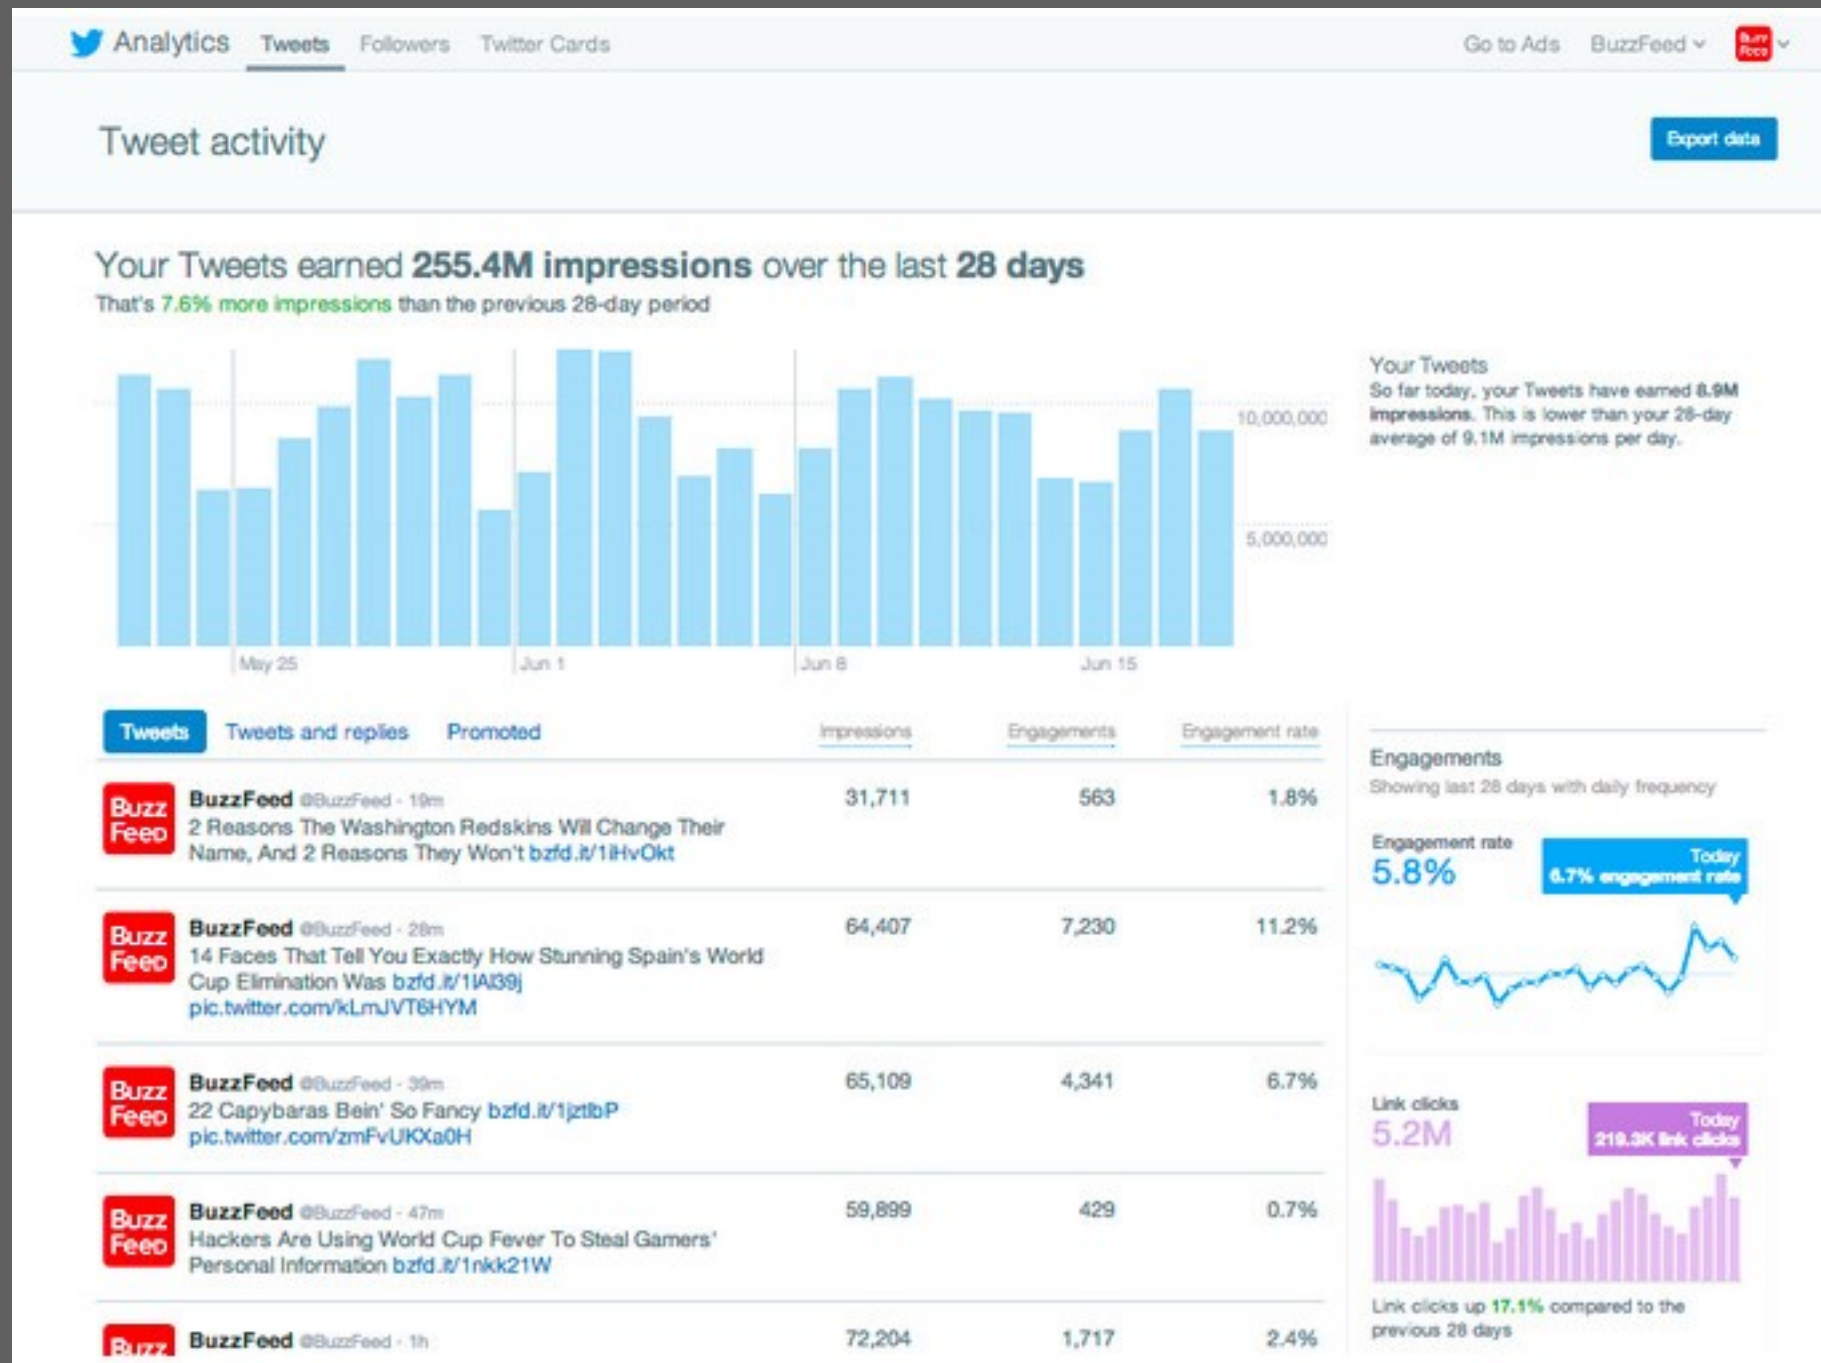 Analytics Tweets Followers Twitter Cards Go to Ads BuzzFeed Buzz Feed
Tweet activity
Export data
Your Tweets earned 255.4M impressions over the last 28 days
That's 7.6% more impressions than the previous 28-day period
10,000,000
5,000,000
May 25 Jun 1 Jun 8 Jun 15
Your Tweets
So far today, your Tweets have earned 8.9M
impressions. This is lower than your 28-day
average of 9.1M impressions per day.
Tweets Tweets and replies Promoted Impressions Engagements Engagement rate
Buzz
Feed
BuzzFeed @BuzzFeed - 19m
2 Reasons The Washington Redskins Will Change Their
Name, And 2 Reasons They Won't bzfd.it/1iHvOkt
31,711 563 1.8%
Buzz
Feed
BuzzFeed @BuzzFeed - 28m
14 Faces That Tell You Exactly How Stunning Spain's World
Cup Elimination Was bzfd.it/1lAl39j
pic.twitter.com/kLmJVT6HYM
64,407 7,230 11.2%
Buzz
Feed
BuzzFeed @BuzzFeed - 39m
22 Capybaras Bein' So Fancy bzfd.it/1jztlbP
pic.twitter.com/zmFvUKXa0H
65,109 4,341 6.7%
Buzz
Feed
BuzzFeed @BuzzFeed - 47m
Hackers Are Using World Cup Fever To Steal Gamers'
Personal Information bzfd.it/1nkk21W
59,899 429 0.7%
Buzz
BuzzFeed @BuzzFeed - 1h
72,204 1,717 2.4%
Engagements
Showing last 28 days with daily frequency
Engagement rate
5.8%
Today
6.7% engagement rate
Link clicks
5.2M
Today
219.3K link clicks
Link clicks up 17.1% compared to the
previous 28 days